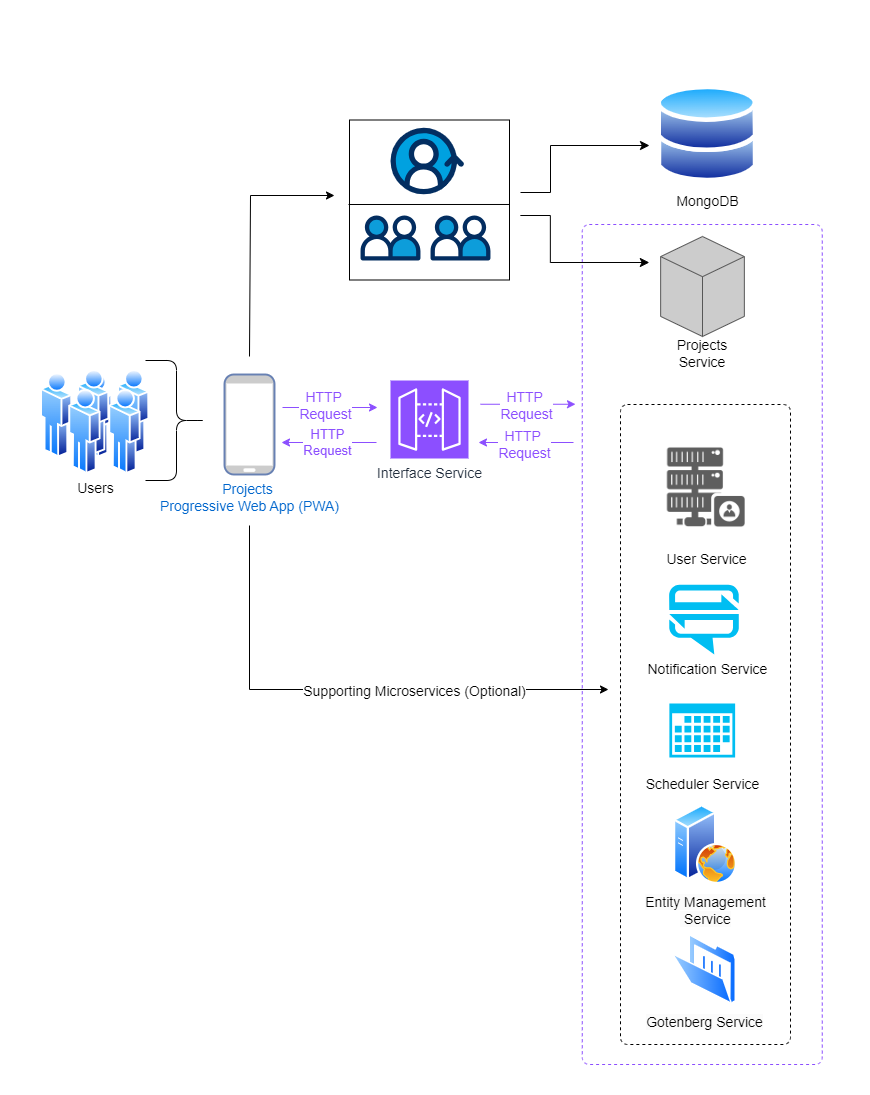 MongoDB
Projects
Service
HTTP
Request
HTTP
Request
HTTP
Request
HTTP
Request
Interface Service
Users
Projects
Progressive Web App (PWA)
User Service
Notification Service
Supporting Microservices (Optional)
Scheduler Service
Entity Management
Service
Gotenberg Service